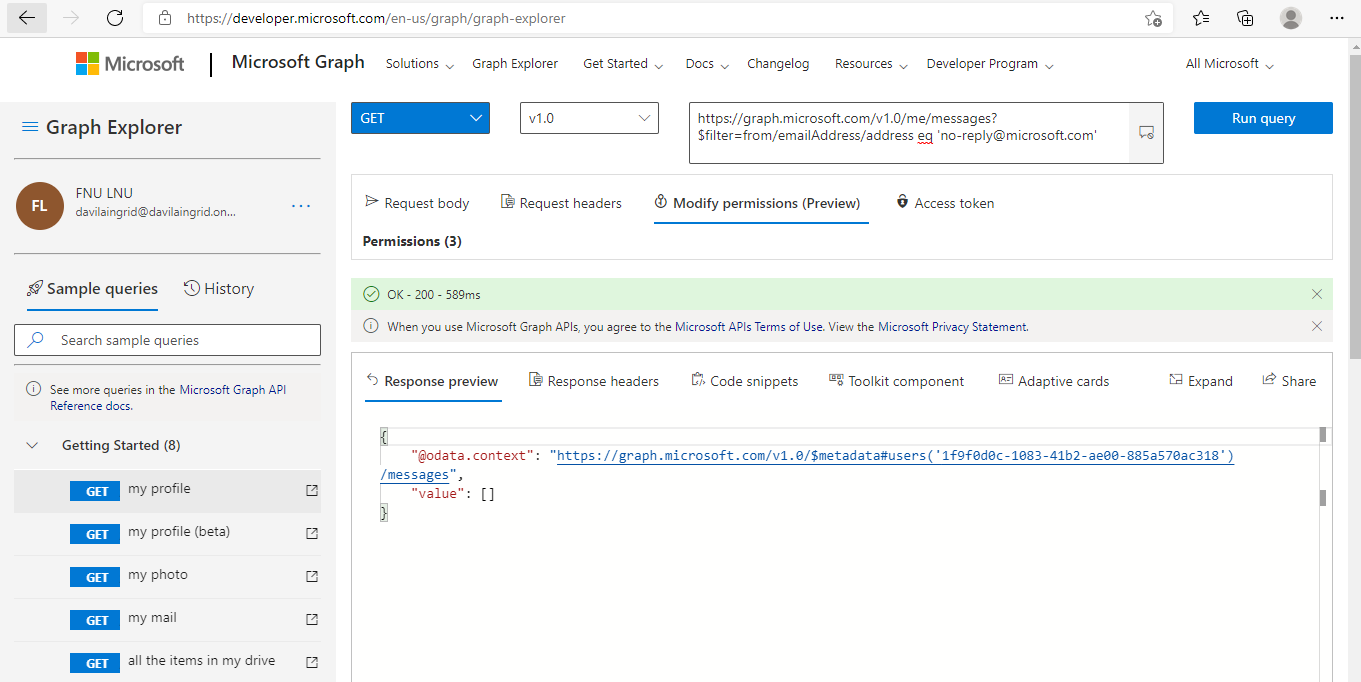 https://developer.microsoft.com/en-us/graph/graph-explorer
Microsoft | Microsoft Graph Solutions Graph Explorer Get Started Docs Changelog Resources Developer Program All Microsoft
Graph Explorer
GET v1.0
https://graph.microsoft.com/v1.0/me/messages?
$filter=from/emailAddress/address eq 'no-reply@microsoft.com'
Run query
FL
FNU LNU
davilaingrid@davilaingrid.on...
Request body Request headers Modify permissions (Preview) Access token
Permissions (3)
Sample queries History
Search sample queries
See more queries in the Microsoft Graph API
Reference docs.
Getting Started (8)
GET my profile
GET my profile (beta)
GET my photo
GET my mail
GET all the items in my drive
OK - 200 - 589ms
When you use Microsoft Graph APIs, you agree to the Microsoft APIs Terms of Use. View the Microsoft Privacy Statement.
Response preview Response headers Code snippets Toolkit component Adaptive cards Expand Share
{
"@odata.context": "https://graph.microsoft.com/v1.0/$metadata#users('1f9f0d0c-1083-41b2-ae00-885a570ac318')
/messages",
"value": []
}